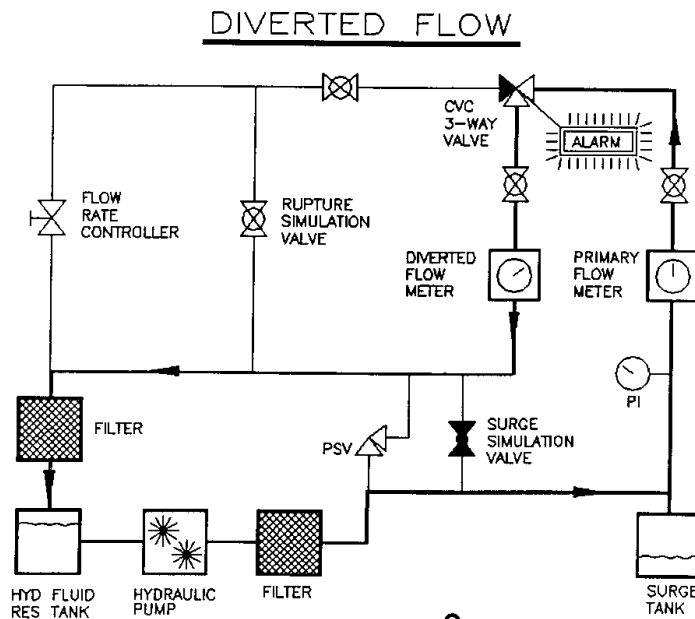 DIVERTED FLOW
CVC
3-WAY
VALVE
ALARM
FLOW
RATE
CONTROLLER
RUPTURE
SIMULATION
VALVE
DIVERTED
FLOW
METER
PRIMARY
FLOW
METER
PI
FILTER
PSV
SURGE
SIMULATION
VALVE
HYD FLUID
RES TANK
HYDRAULIC
PUMP
FILTER
SURGE
TANK